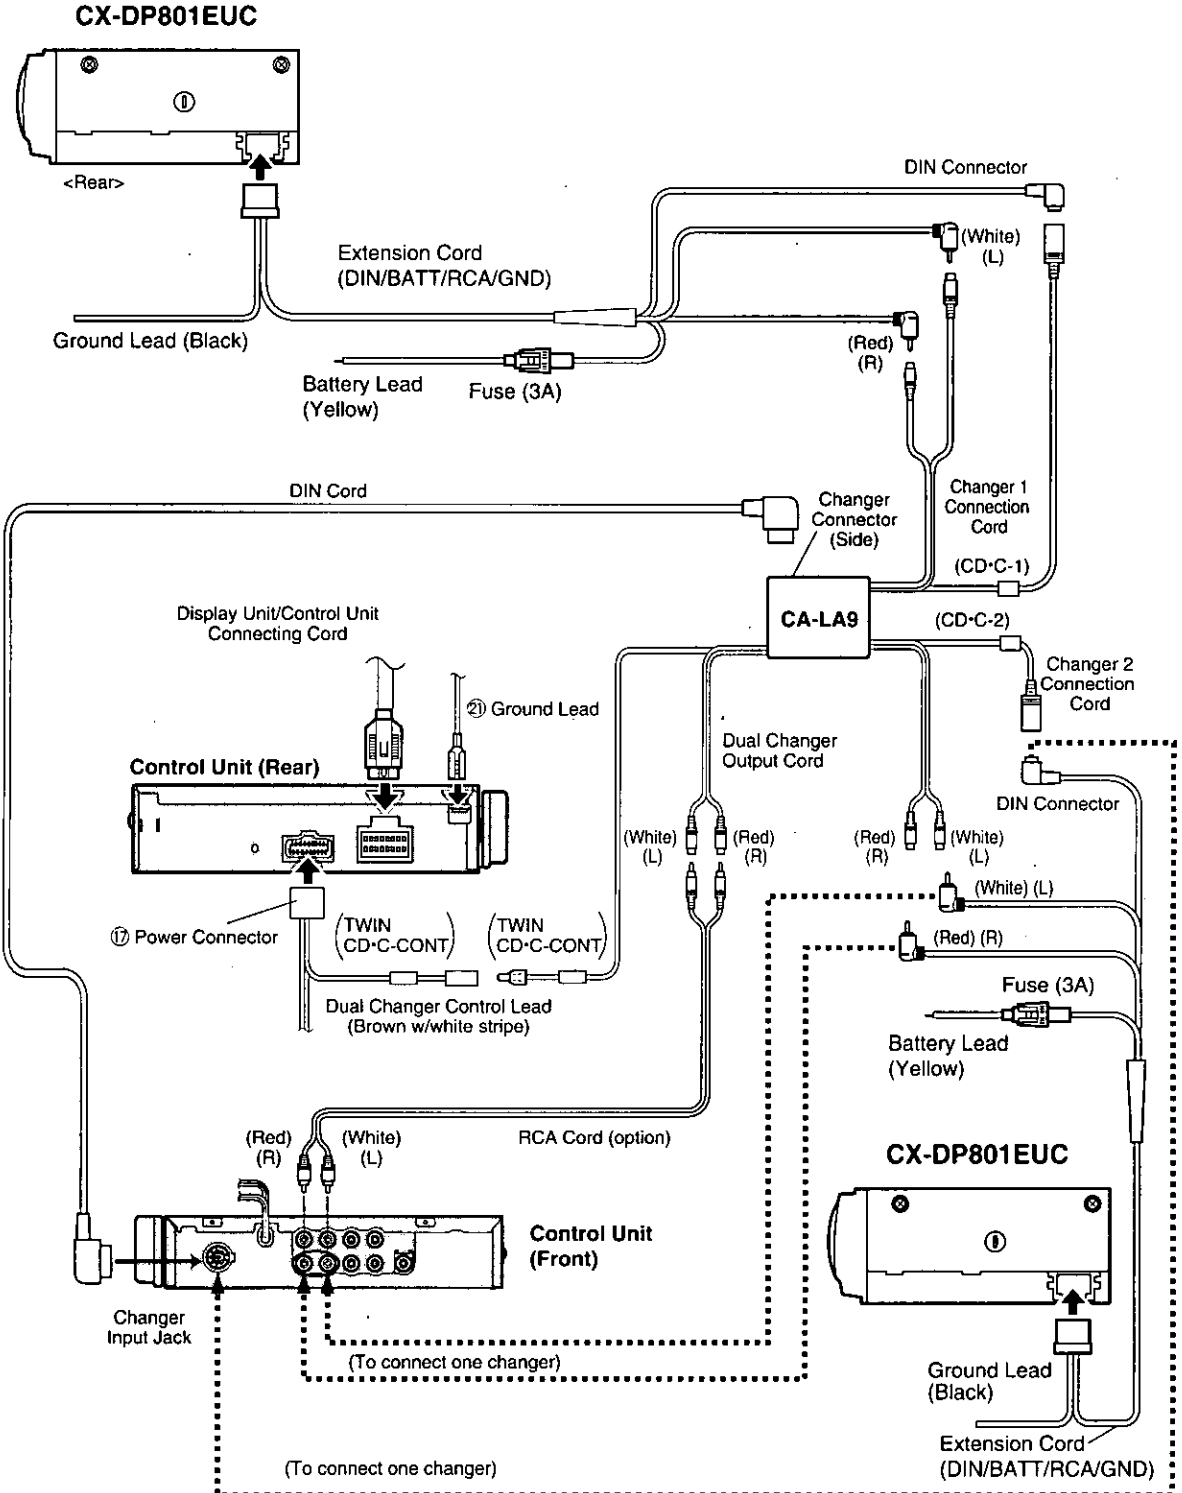 CX-DP801EUC
<Rear>
DIN Connector
(White)
(L)
Extension Cord
(DIN/BATT/RCA/GND)
Ground Lead (Black)
(Red)
(R)
Battery Lead
(Yellow)
Fuse (3A)
DIN Cord
Changer
Connector
(Side)
Changer 1
Connection
Cord
(CD•C-1)
CA-LA9
(CD•C-2)
Display Unit/Control Unit
Connecting Cord
Changer 2
Connection
Cord
㉑ Ground Lead
Dual Changer
Output Cord
Control Unit (Rear)
DIN Connector
(White)
(L)
(Red)
(R)
(Red)
(R)
(White)
(L)
(White) (L)
⑰ Power Connector
(TWIN
CD•C-CONT)
(TWIN
CD•C-CONT)
(Red) (R)
Fuse (3A)
Dual Changer Control Lead
(Brown w/white stripe)
Battery Lead
(Yellow)
(Red)
(R)
(White)
(L)
RCA Cord (option)
CX-DP801EUC
Control Unit
(Front)
Changer
Input Jack
(To connect one changer)
Ground Lead
(Black)
Extension Cord
(DIN/BATT/RCA/GND)
(To connect one changer)